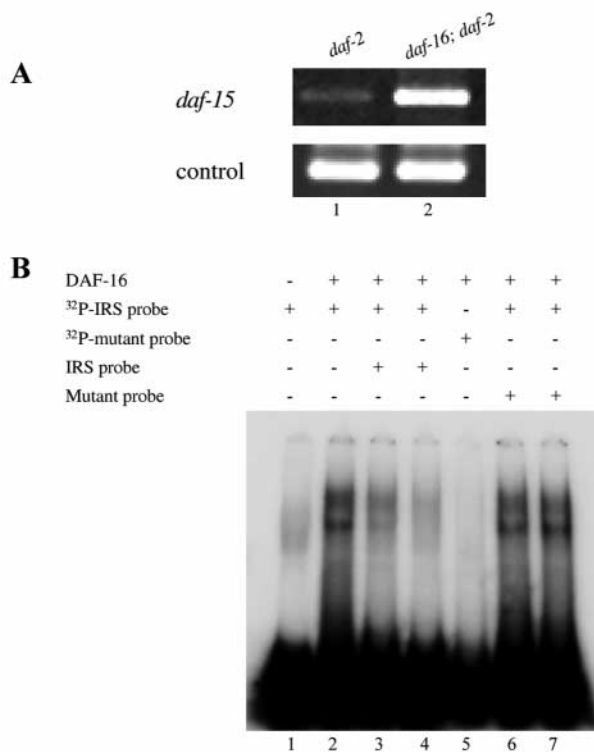 A
daf-2 daf-16; daf-2
daf-15
control
1 2
B
DAF-16 - + + + + + +
³²P-IRS probe + + + + - + +
³²P-mutant probe - - - - + - -
IRS probe - - + + - - -
Mutant probe - - - - - + +
1 2 3 4 5 6 7